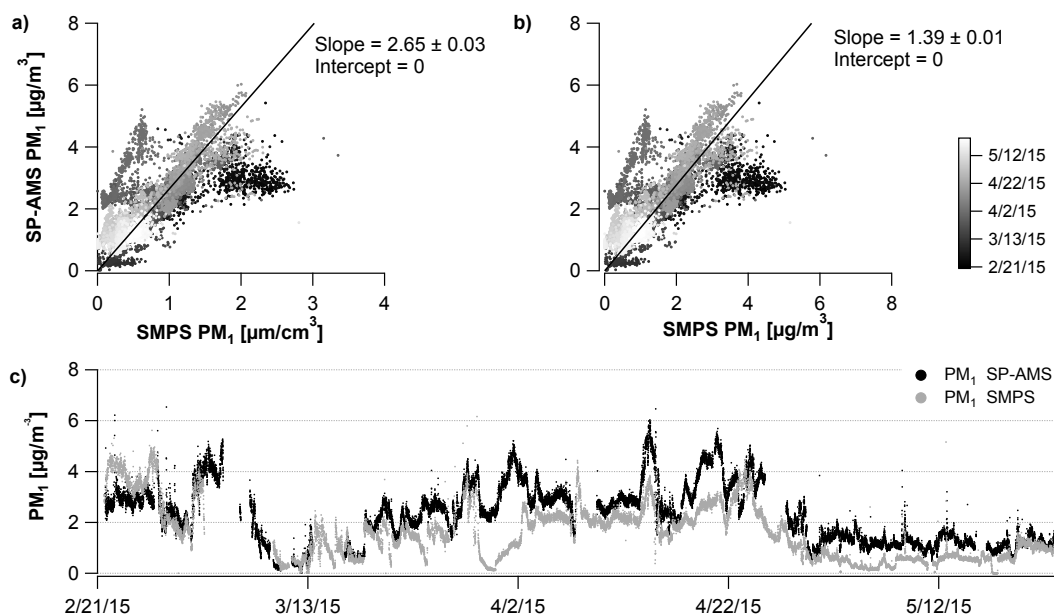 a)
8
6
4
2
0
SP-AMS PM₁ [µg/m³]
Slope = 2.65 ± 0.03
Intercept = 0
0 1 2 3 4
SMPS PM₁ [µm/cm³]
b)
8
6
4
2
0
Slope = 1.39 ± 0.01
Intercept = 0
0 2 4 6 8
SMPS PM₁ [µg/m³]
5/12/15
4/22/15
4/2/15
3/13/15
2/21/15
c)
8
6
4
2
0
PM₁ [µg/m⁻³]
PM₁ SP-AMS
PM₁ SMPS
2/21/15 3/13/15 4/2/15 4/22/15 5/12/15